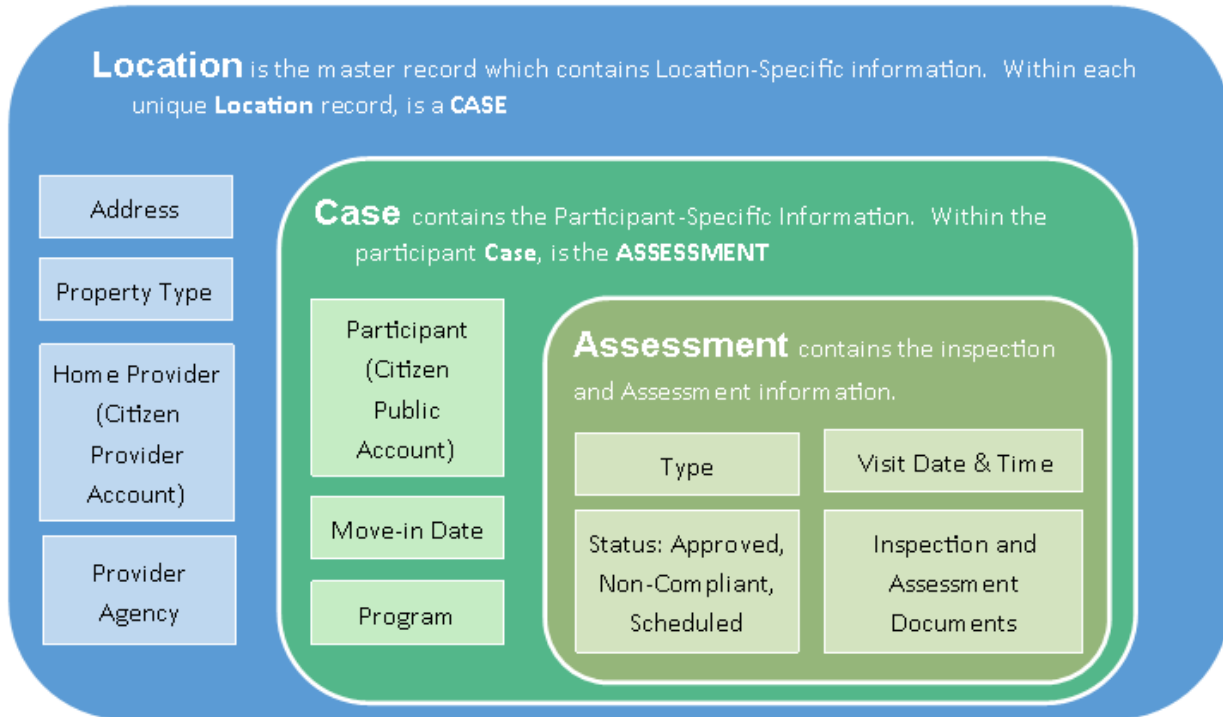 Location is the master record which contains Location-Specific information. Within each
unique Location record, is a CASE
Address
Property Type
Home Provider
(Citizen
Provider
Account)
Provider
Agency
Case contains the Participant-Specific Information. Within the
participant Case, is the ASSESSMENT
Participant
(Citizen
Public
Account)
Move-in Date
Program
Assessment contains the inspection
and Assessment information.
Type
Visit Date & Time
Status: Approved,
Non-Compliant,
Scheduled
Inspection and
Assessment
Documents